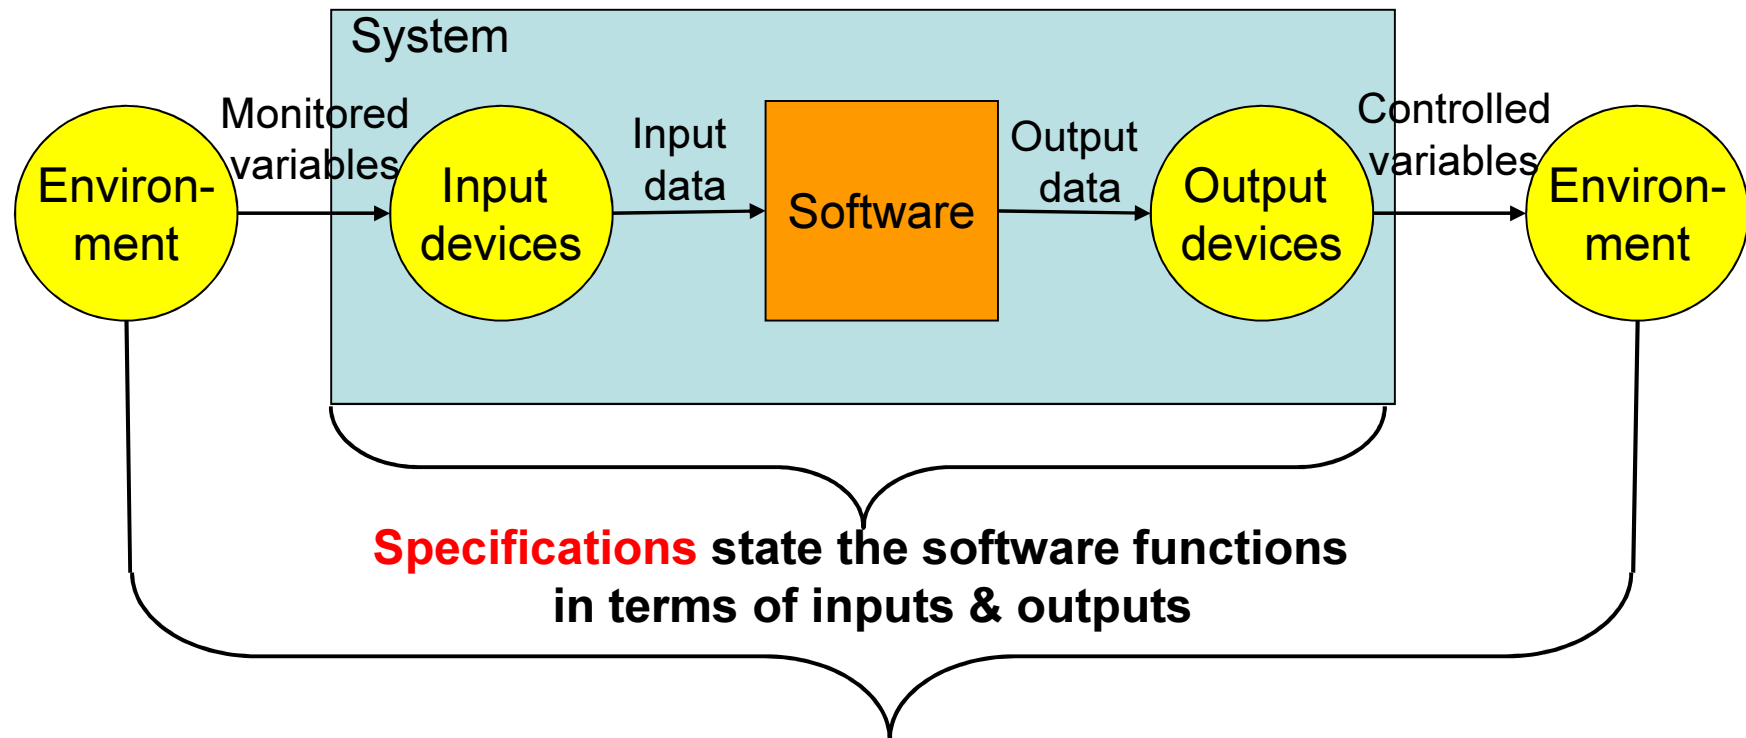 System
Monitored
variables
Controlled
variables
Input
data
Output
data
Environ-
ment
Input
devices
Software
Output
devices
Environ-
ment
Specifications state the software functions
in terms of inputs & outputs